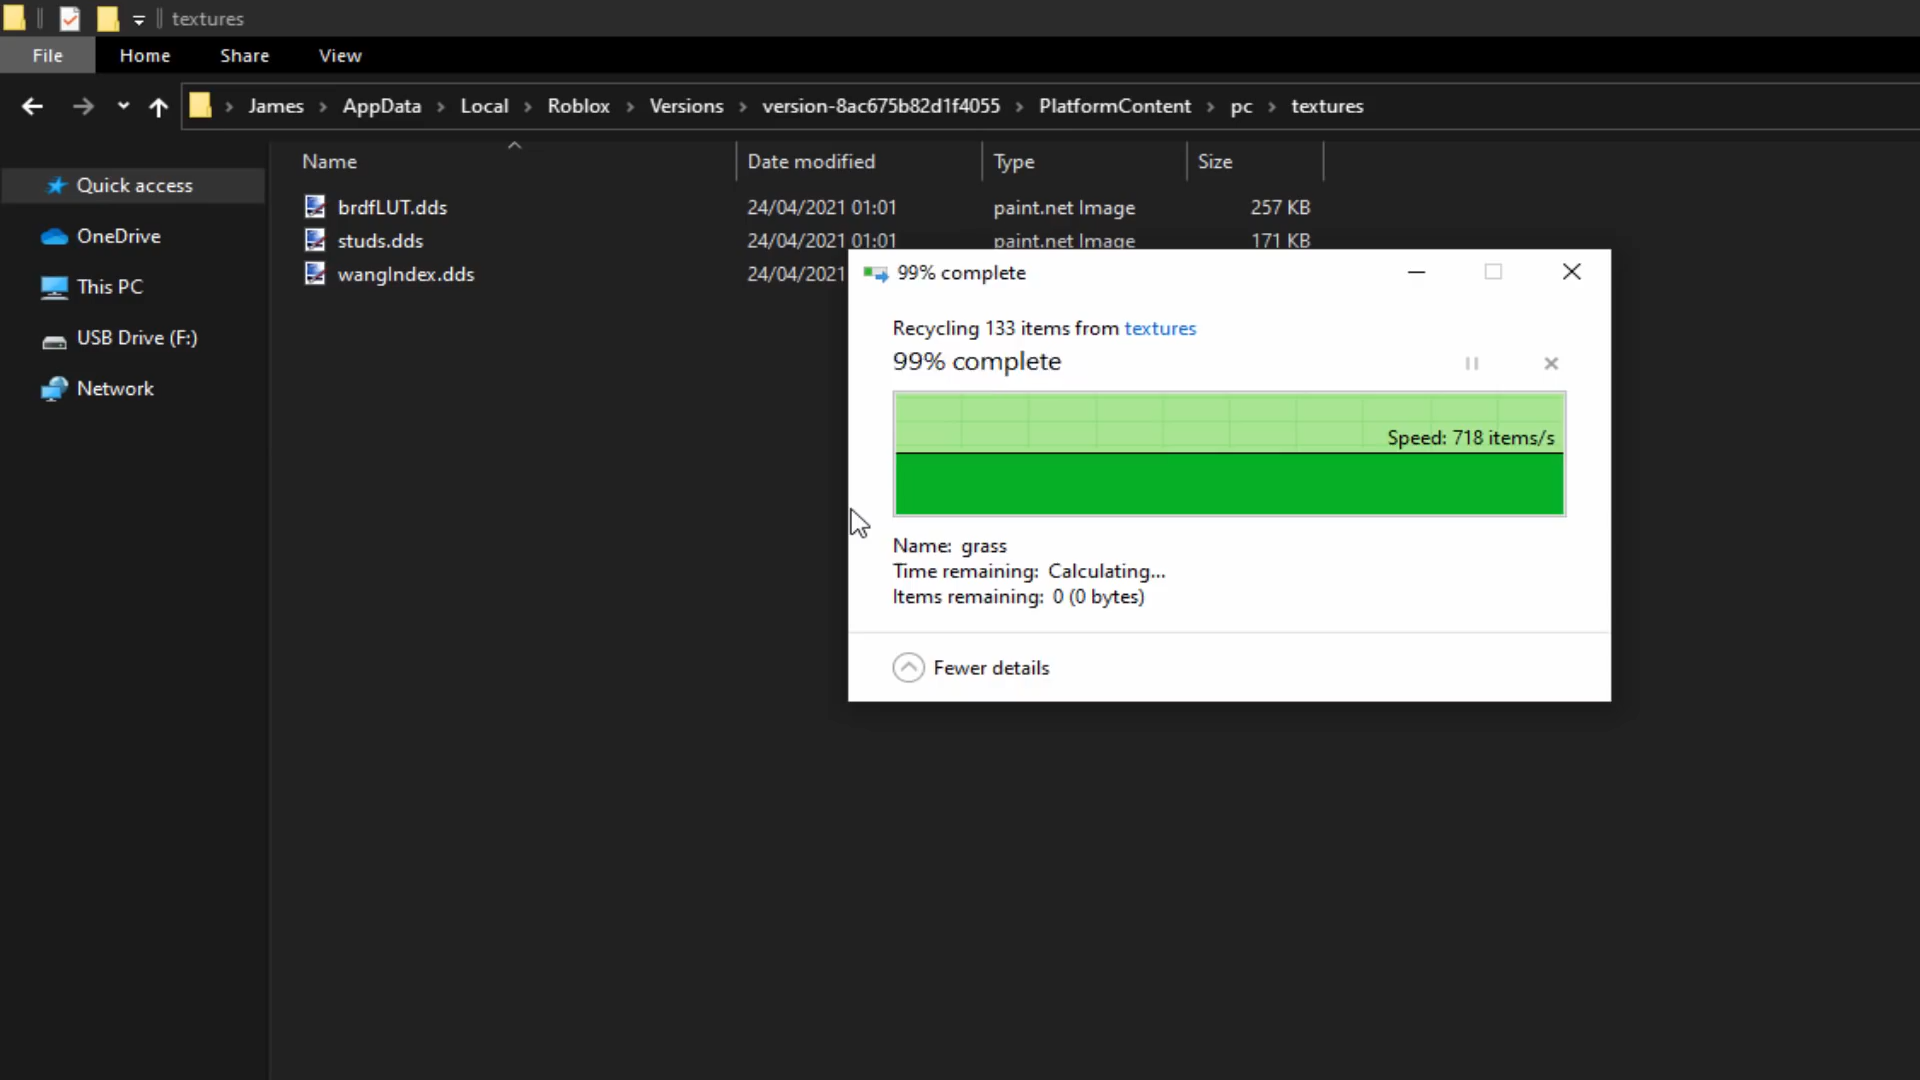 textures
File Home Share View
James AppData Local Roblox Versions version-8ac675b82d1f4055 PlatformContent pc textures
Name Date modified Type Size
Quick access
OneDrive
This PC
USB Drive (F:)
Network
brdfLUT.dds 24/04/2021 01:01 paint.net Image 257 KB
studs.dds 24/04/2021 01:01 paint.net Image 171 KB
wangIndex.dds 24/04/2021
99% complete
Recycling 133 items from textures
99% complete
Speed: 718 items/s
Name: grass
Time remaining: Calculating...
Items remaining: 0 (0 bytes)
Fewer details